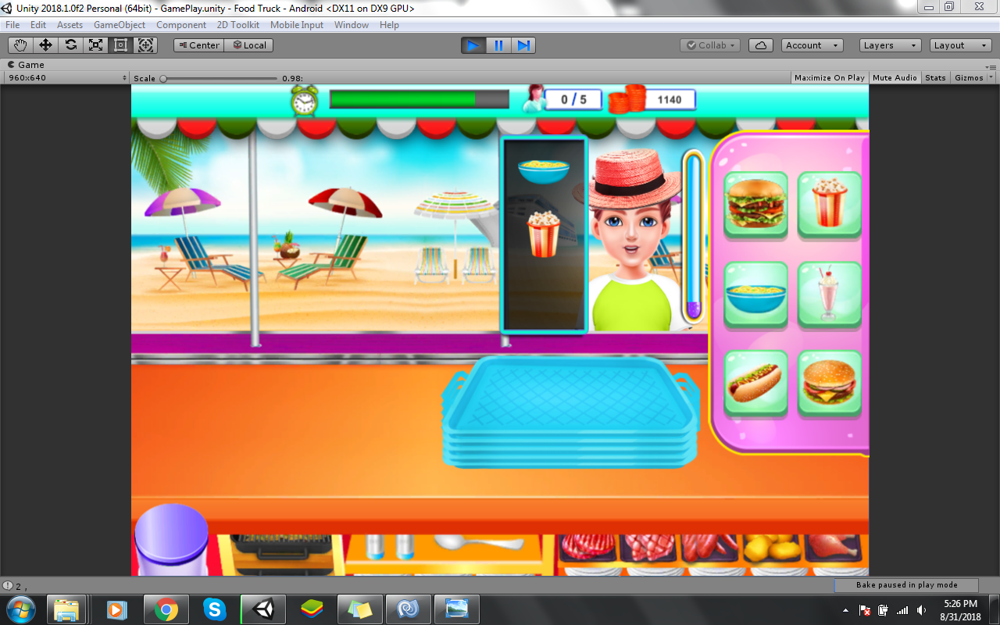 Unity 2018.1.0f2 Personal (64bit) - GamePlay.unity - Food Truck - Android <DX11 on DX9 GPU>
File Edit Assets GameObject Component 2D Toolkit Mobile Input Window Help
Center Local Collab Account Layers Layout
Game
960x640 Scale 0.98: Maximize On Play Mute Audio Stats Gizmos
0 / 5 1140
2 , Bake paused in play mode
5:26 PM
8/31/2018